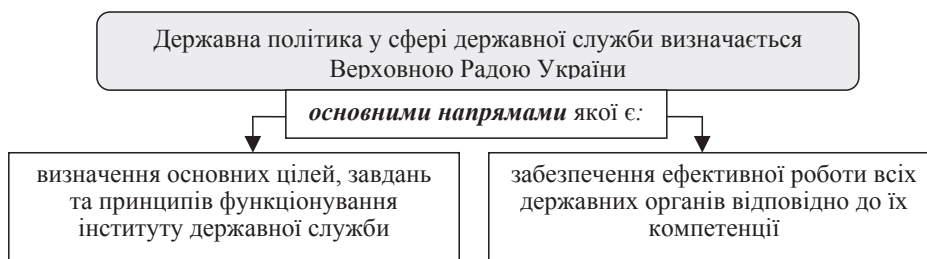 Державна політика у сфері державної служби визначається
Верховною Радою України
основними напрямами якої є:
визначення основних цілей, завдань
та принципів функціонування
інституту державної служби
забезпечення ефективної роботи всіх
державних органів відповідно до їх
компетенції